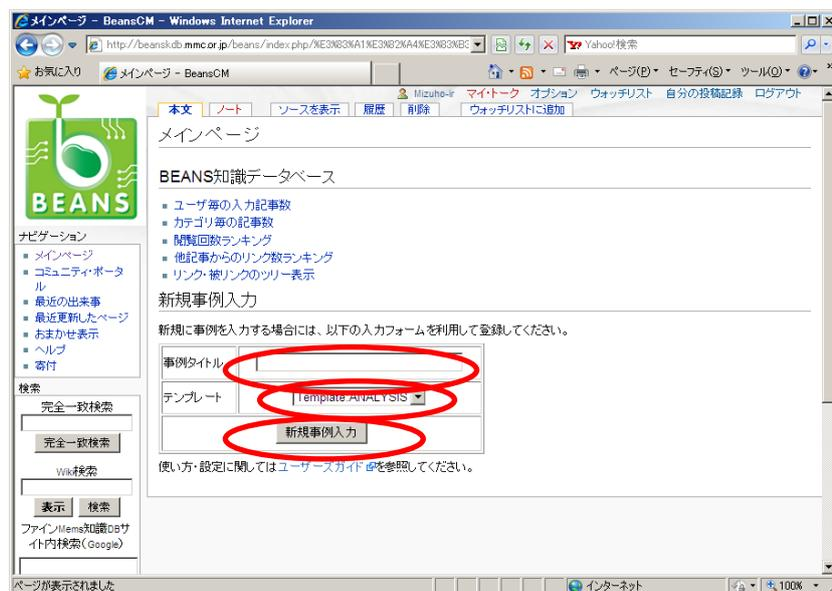 メインページ - BeansCM - Windows Internet Explorer
http://beanskdb.mmc.or.jp/beans/index.php/%E3%83%A1%E3%82%A4%E3%83%B3
Yahoo!検索
お気に入り
メインページ - BeansCM
ページ(P)
セーフティ(S)
ツール(O)
Mizuho-ir
マイ・トーク
オプション
ウォッチリスト
自分の投稿記録
ログアウト
本文
ノート
ソースを表示
履歴
削除
ウォッチリストに追加
BEANS
メインページ
BEANS知識データベース
ユーザ毎の入力記事数
カテゴリ毎の記事数
閲覧回数ランキング
他記事からのリンク数ランキング
リンク・被リンクのツリー表示
新規事例入力
新規に事例を入力する場合には、以下の入力フォームを利用して登録してください。
事例タイトル
テンプレート
Template:ANALYSIS
新規事例入力
使い方・設定に関してはユーザーズガイドを参照してください。
ナビゲーション
メインページ
コミュニティ・ポータ
ル
最近の出来事
最近更新したページ
おまかせ表示
ヘルプ
寄付
検索
完全一致検索
完全一致検索
Wiki検索
表示
検索
ファインMems知識DBサ
イト内検索(Google)
ページが表示されました
インターネット
100%